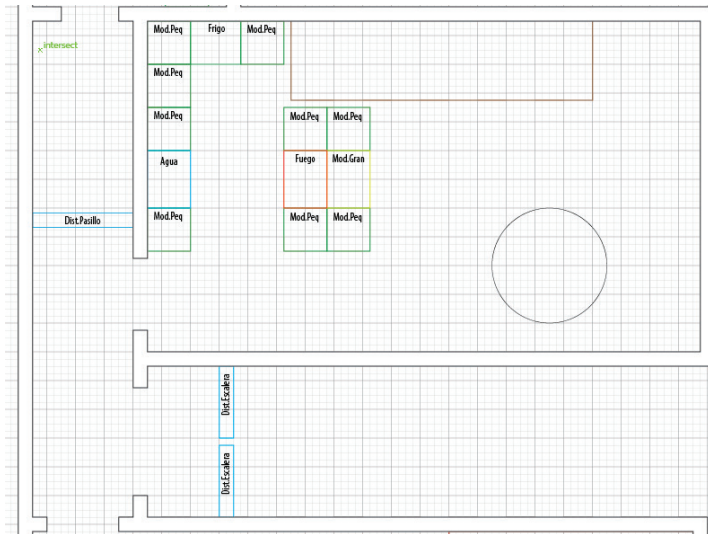 Mod.Peq Frigo Mod.Peq
intersect
Mod.Peq
Mod.Peq Mod.Peq Mod.Peq
Agua Fuego Mod.Gran
Mod.Peq Mod.Peq Mod.Peq
Dist.Pasillo
Dist.Escalera
Dist.Escalera